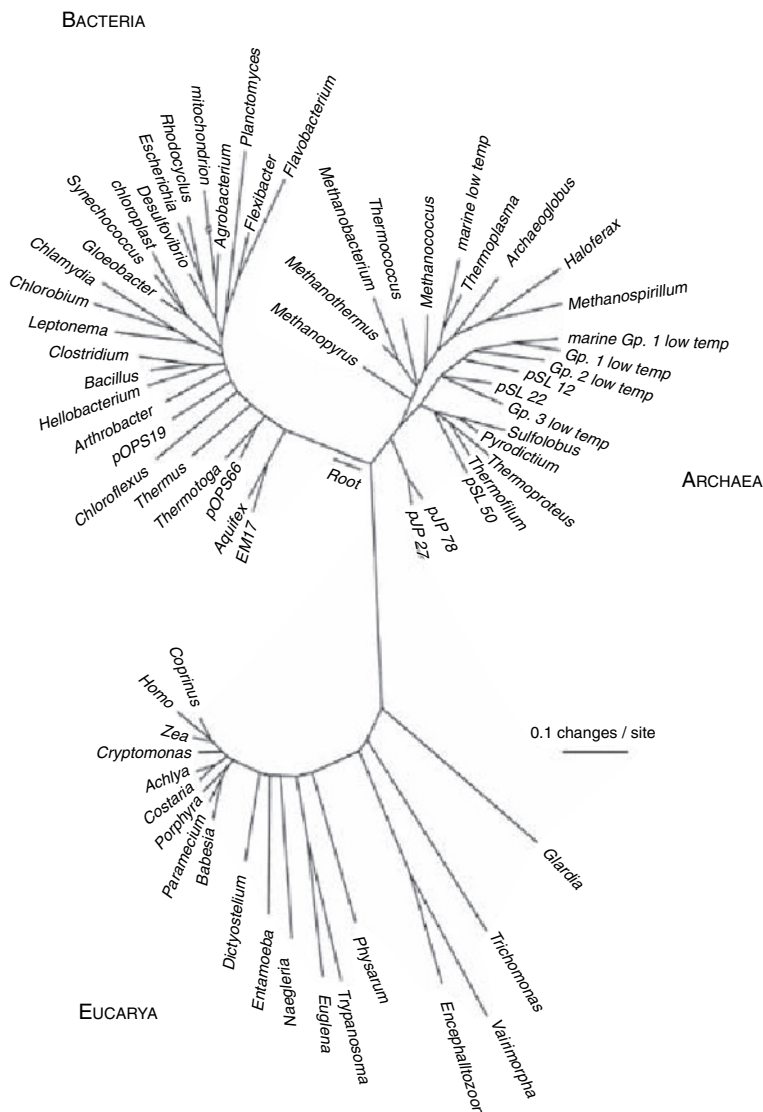 BACTERIA
Planctomyces
Flavobacterium
mitochondrion
Rhodocyclus
Escherichia
Desulfovibrio
Agrobacterium
Flexibacter
chloroplast
Synechococcus
Gloeobacter
Chlamydia
Chlorobium
Leptonema
Clostridium
Bacillus
Hellobacterium
Arthrobacter
pOPS19
Chloroflexus
Thermus
Thermotoga
pOPS66
Aquifex
EM17
Root
Methanopyrus
Methanothermus
Methanobacterium
Thermococcus
Methanococcus
marine low temp
Thermoplasma
Archaeoglobus
Haloferax
Methanospirillum
marine Gp. 1 low temp
Gp. 1 low temp
Gp. 2 low temp
pSL 12
pSL 22
Gp. 3 low temp
Sulfolobus
Pyrodictium
Thermoproteus
Thermofilum
pSL 50
pJP 78
pJP 27
ARCHAEA
Coprinus
Homo
Zea
Cryptomonas
Achlya
Costaria
Porphyra
Paramecium
Babesia
Dictyostelium
Entamoeba
Naegleria
Euglena
Trypanosoma
Physarum
Encephalltozoon
Vairimorpha
Trichomonas
Glardia
0.1 changes / site
EUCARYA